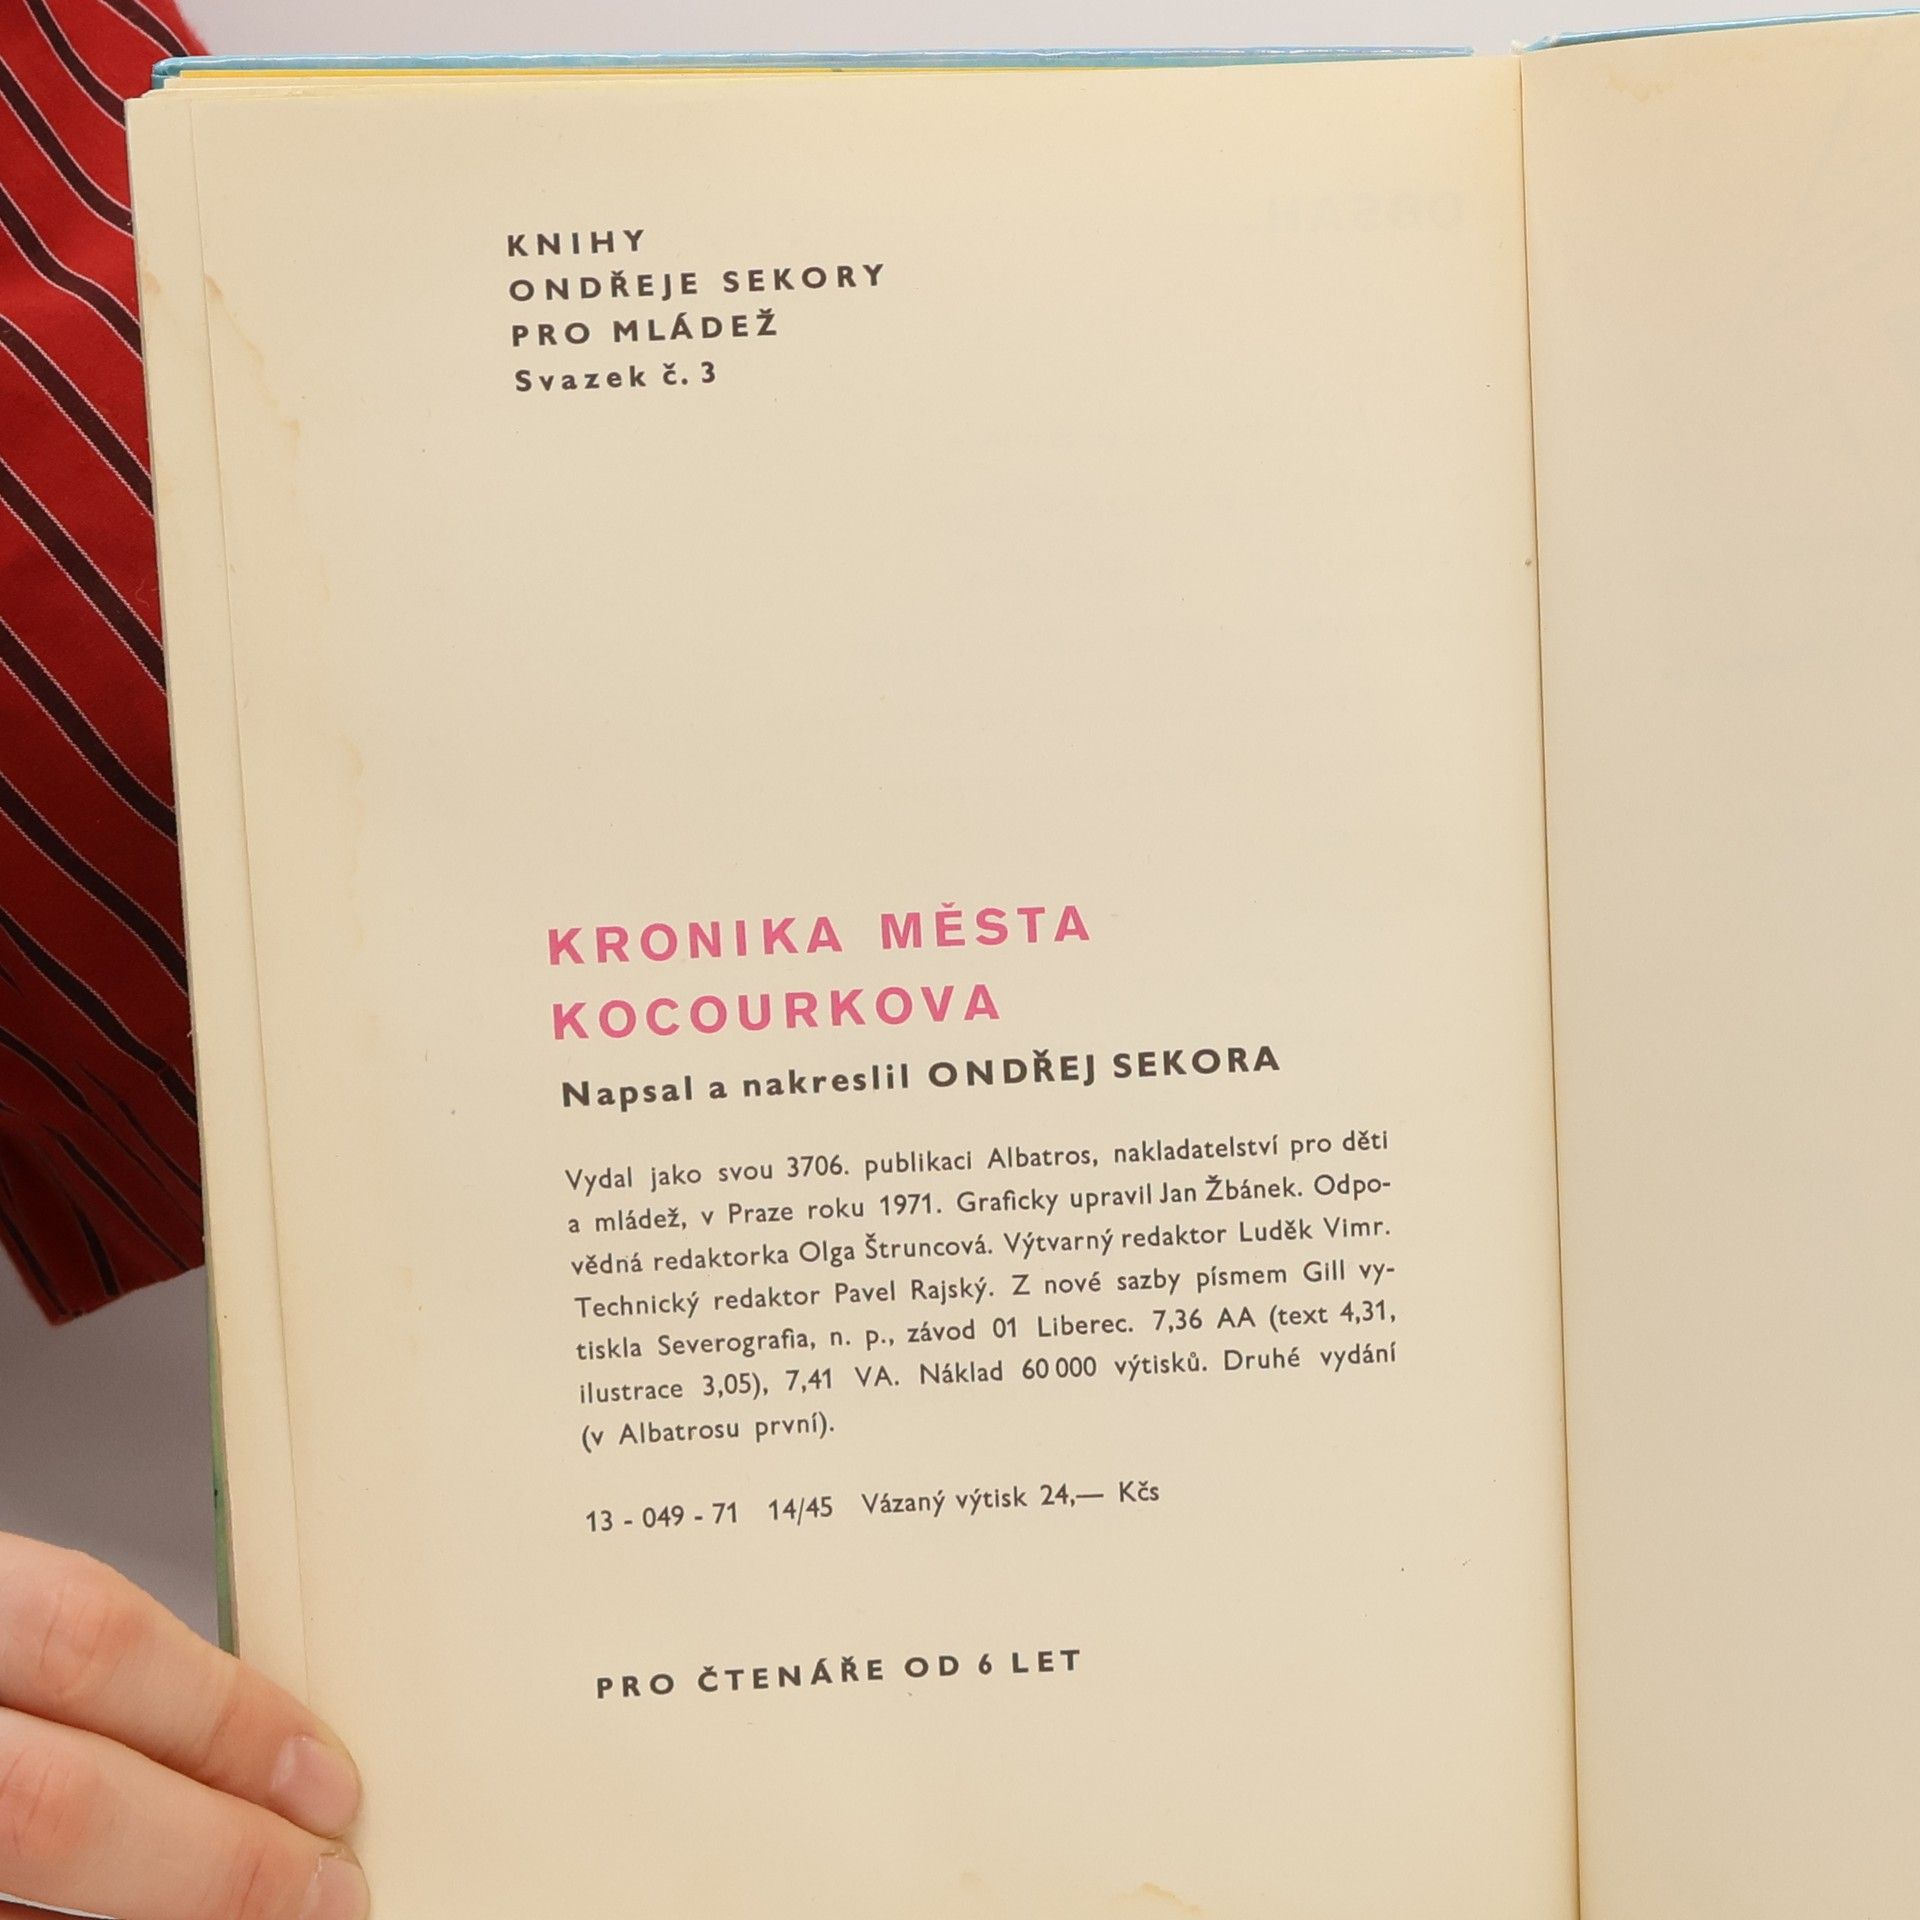 KNIHY
ONDŘEJE SEKORY
PRO MLÁDEŽ
Svazek č. 3
KRONIKA MĚSTA
KOCOURKOVA
Napsal a nakreslil ONDŘEJ SEKORA
Vydal jako svou 3706. publikaci Albatros, nakladatelství pro děti
a mládež, v Praze roku 1971. Graficky upravil Jan Žbánek. Odpo-
vědná redaktorka Olga Štruncová. Výtvarný redaktor Luděk Vimr.
Technický redaktor Pavel Rajský. Z nové sazby písmem Gill vy-
tiskla Severografia, n. p., závod 01 Liberec. 7,36 AA (text 4,31,
ilustrace 3,05), 7,41 VA. Náklad 60 000 výtisků. Druhé vydání
(v Albatrosu první).
13 - 049 - 71 14/45 Vázaný výtisk 24,— Kčs
PRO ČTENÁŘE OD 6 LET